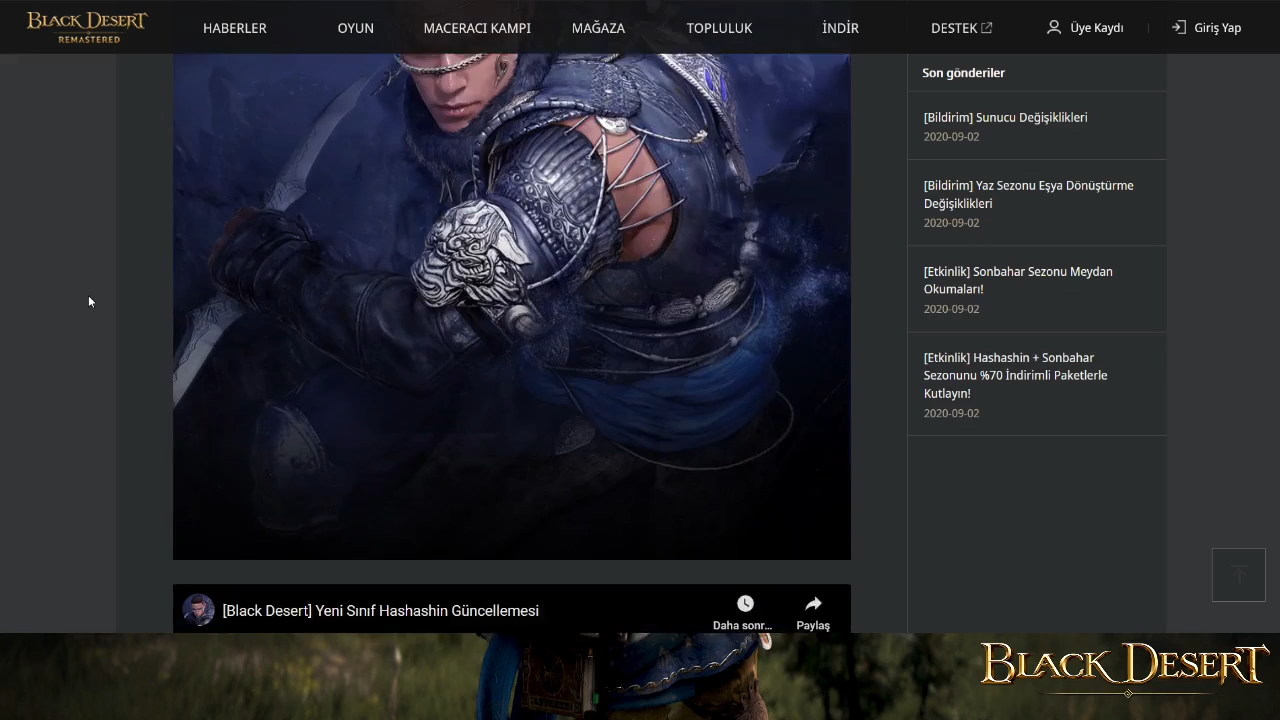 BLACK DESERT
REMASTERED
HABERLER
OYUN
MACERACI KAMPI
MAĞAZA
TOPLULUK
İNDİR
DESTEK
Üye Kaydı
Giriş Yap
Son gönderiler
[Bildirim] Sunucu Değişiklikleri
2020-09-02
[Bildirim] Yaz Sezonu Eşya Dönüştürme
Değişiklikleri
2020-09-02
[Etkinlik] Sonbahar Sezonu Meydan
Okumaları!
2020-09-02
[Etkinlik] Hashashin + Sonbahar
Sezonunu %70 İndirimli Paketlerle
Kutlayın!
2020-09-02
[Black Desert] Yeni Sınıf Hashashin Güncellemesi
Daha sonr...
Paylaş
BLACK DESERT